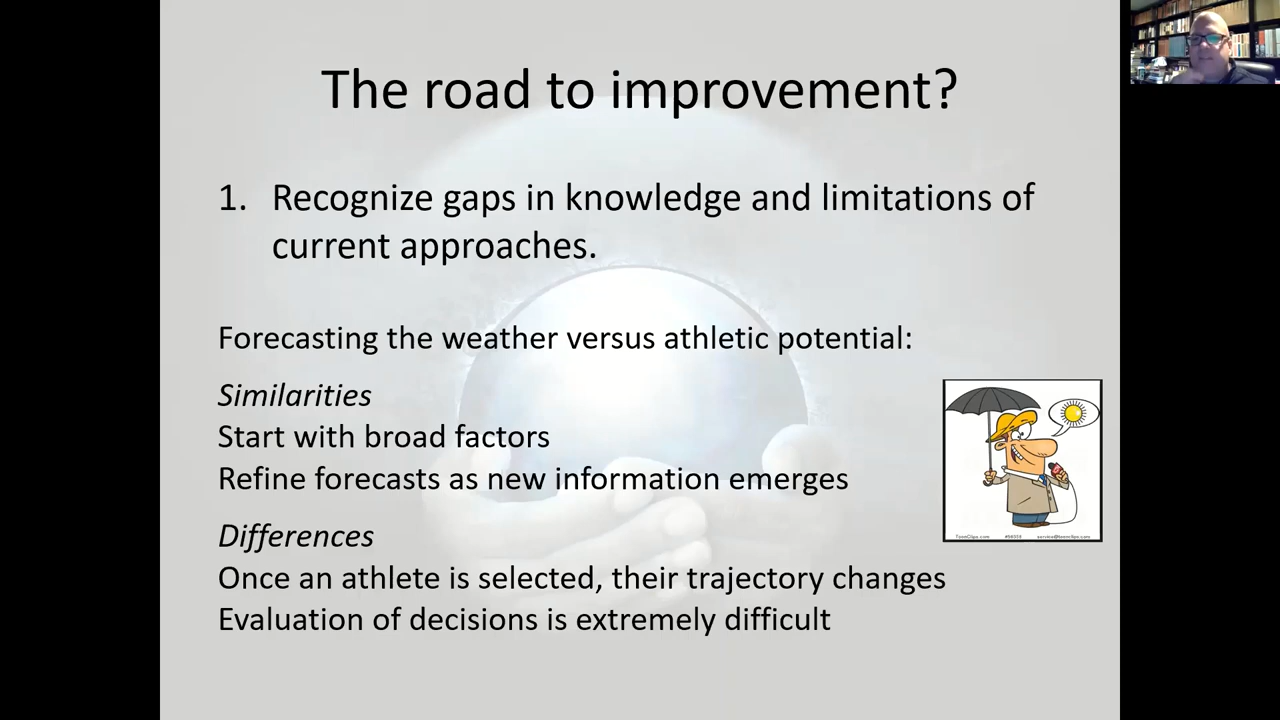 The road to improvement?
1. Recognize gaps in knowledge and limitations of
current approaches.
Forecasting the weather versus athletic potential:
Similarities
Start with broad factors
Refine forecasts as new information emerges
Differences
Once an athlete is selected, their trajectory changes
Evaluation of decisions is extremely difficult